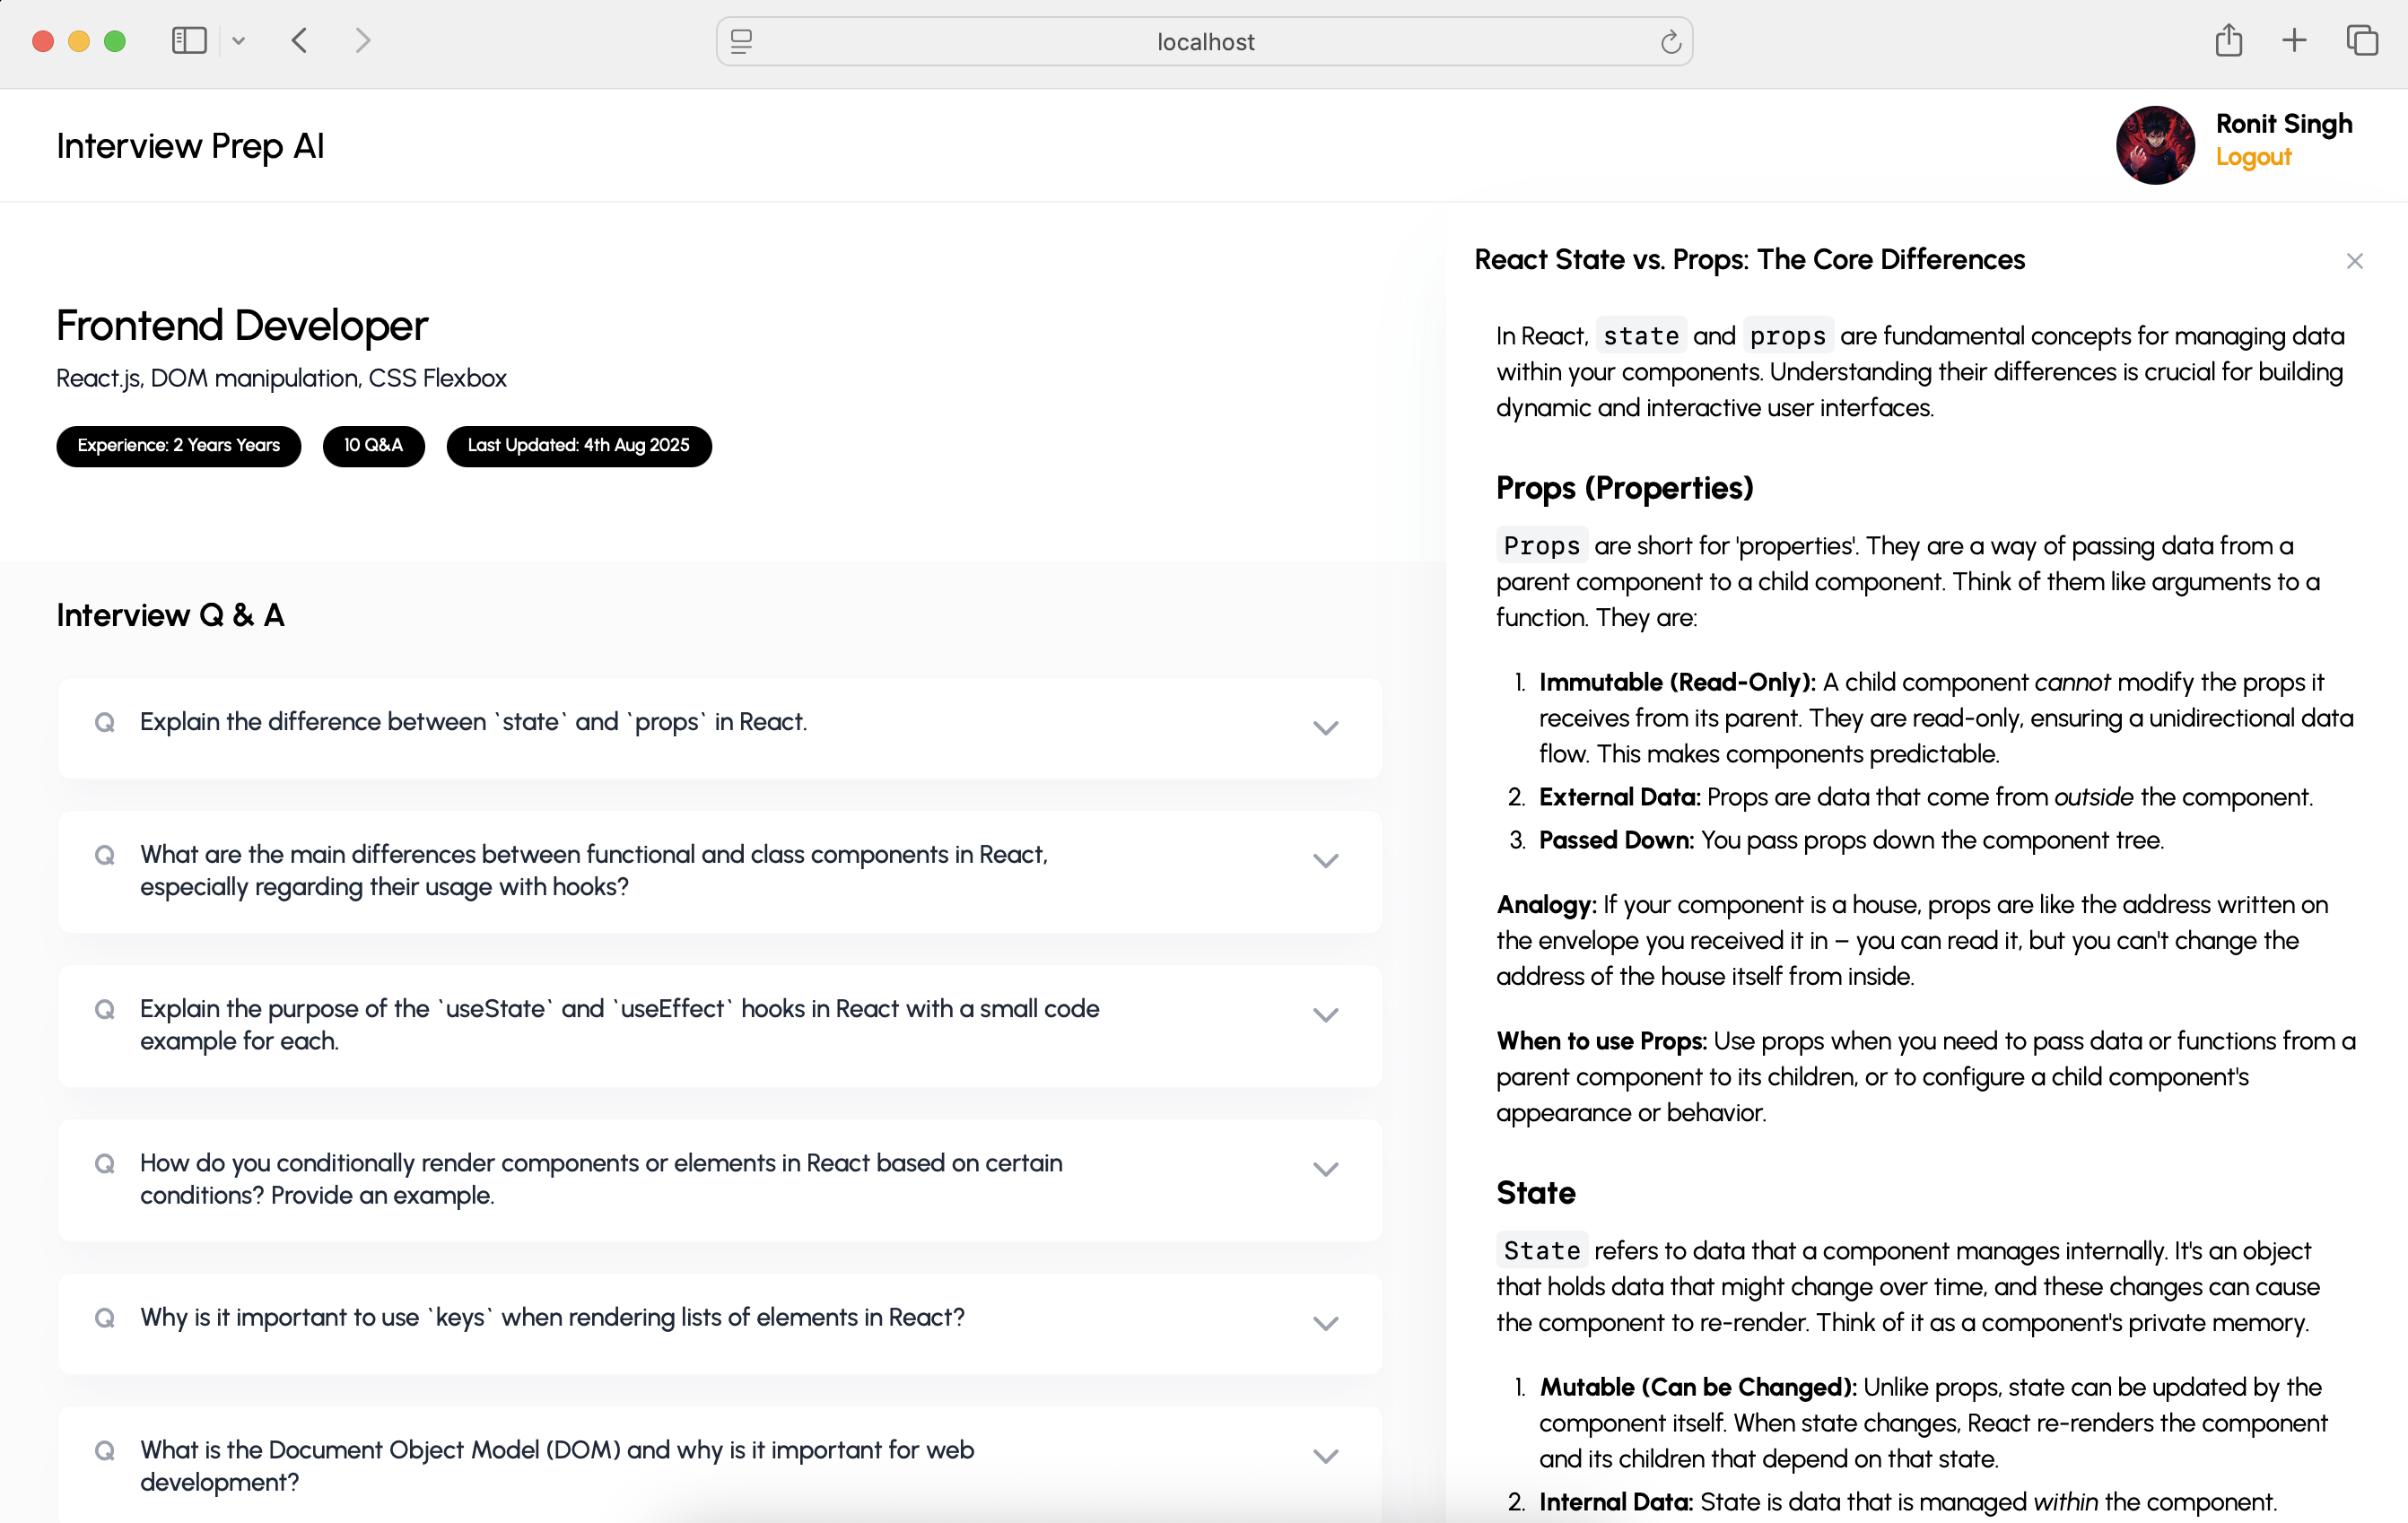 localhost
Interview Prep AI
Ronit Singh
Logout
Frontend Developer
React.js, DOM manipulation, CSS Flexbox
Experience: 2 Years Years
10 Q&A
Last Updated: 4th Aug 2025
Interview Q & A
Q Explain the difference between `state` and `props` in React.
Q What are the main differences between functional and class components in React,
especially regarding their usage with hooks?
Q Explain the purpose of the `useState` and `useEffect` hooks in React with a small code
example for each.
Q How do you conditionally render components or elements in React based on certain
conditions? Provide an example.
Q Why is it important to use `keys` when rendering lists of elements in React?
Q What is the Document Object Model (DOM) and why is it important for web
development?
React State vs. Props: The Core Differences
In React, state and props are fundamental concepts for managing data
within your components. Understanding their differences is crucial for building
dynamic and interactive user interfaces.
Props (Properties)
Props are short for 'properties'. They are a way of passing data from a
parent component to a child component. Think of them like arguments to a
function. They are:
1. Immutable (Read-Only): A child component cannot modify the props it
receives from its parent. They are read-only, ensuring a unidirectional data
flow. This makes components predictable.
2. External Data: Props are data that come from outside the component.
3. Passed Down: You pass props down the component tree.
Analogy: If your component is a house, props are like the address written on
the envelope you received it in – you can read it, but you can't change the
address of the house itself from inside.
When to use Props: Use props when you need to pass data or functions from a
parent component to its children, or to configure a child component's
appearance or behavior.
State
State refers to data that a component manages internally. It's an object
that holds data that might change over time, and these changes can cause
the component to re-render. Think of it as a component's private memory.
1. Mutable (Can be Changed): Unlike props, state can be updated by the
component itself. When state changes, React re-renders the component
and its children that depend on that state.
2. Internal Data: State is data that is managed within the component.